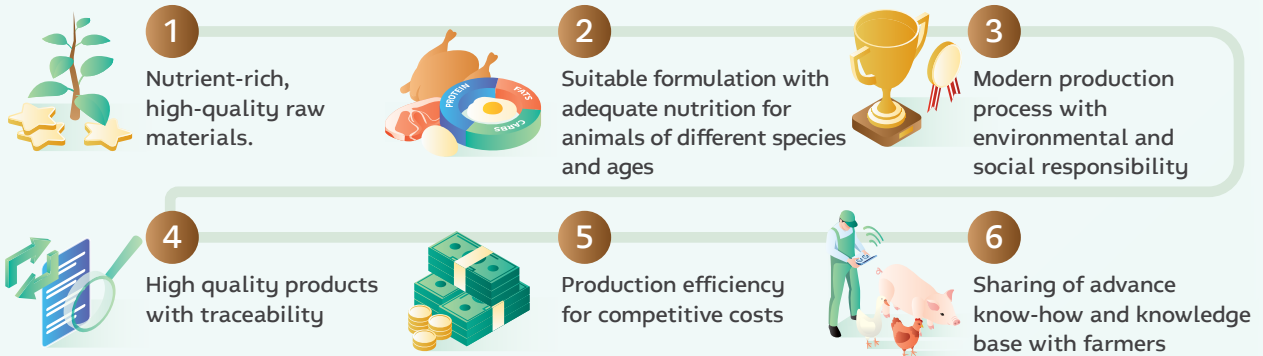 1
Nutrient-rich,
high-quality raw
materials.
PROTEIN
FATS
CARBS
2
Suitable formulation with
adequate nutrition for
animals of different species
and ages
3
Modern production
process with
environmental and
social responsibility
4
High quality products
with traceability
5
Production efficiency
for competitive costs
6
Sharing of advance
know-how and knowledge
base with farmers